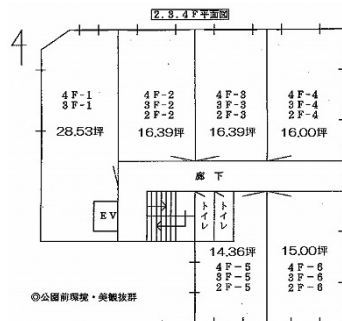 2.3.4F平面図
4F-1
3F-1
28.53坪
4F-2
3F-2
2F-2
16.39坪
4F-3
3F-3
2F-3
16.39坪
4F-4
3F-4
2F-4
16.00坪
廊下
EV
トイレ
トイレ
14.36坪
4F-5
3F-5
2F-5
15.00坪
4F-6
3F-6
2F-6
◎公園前環境・美観抜群